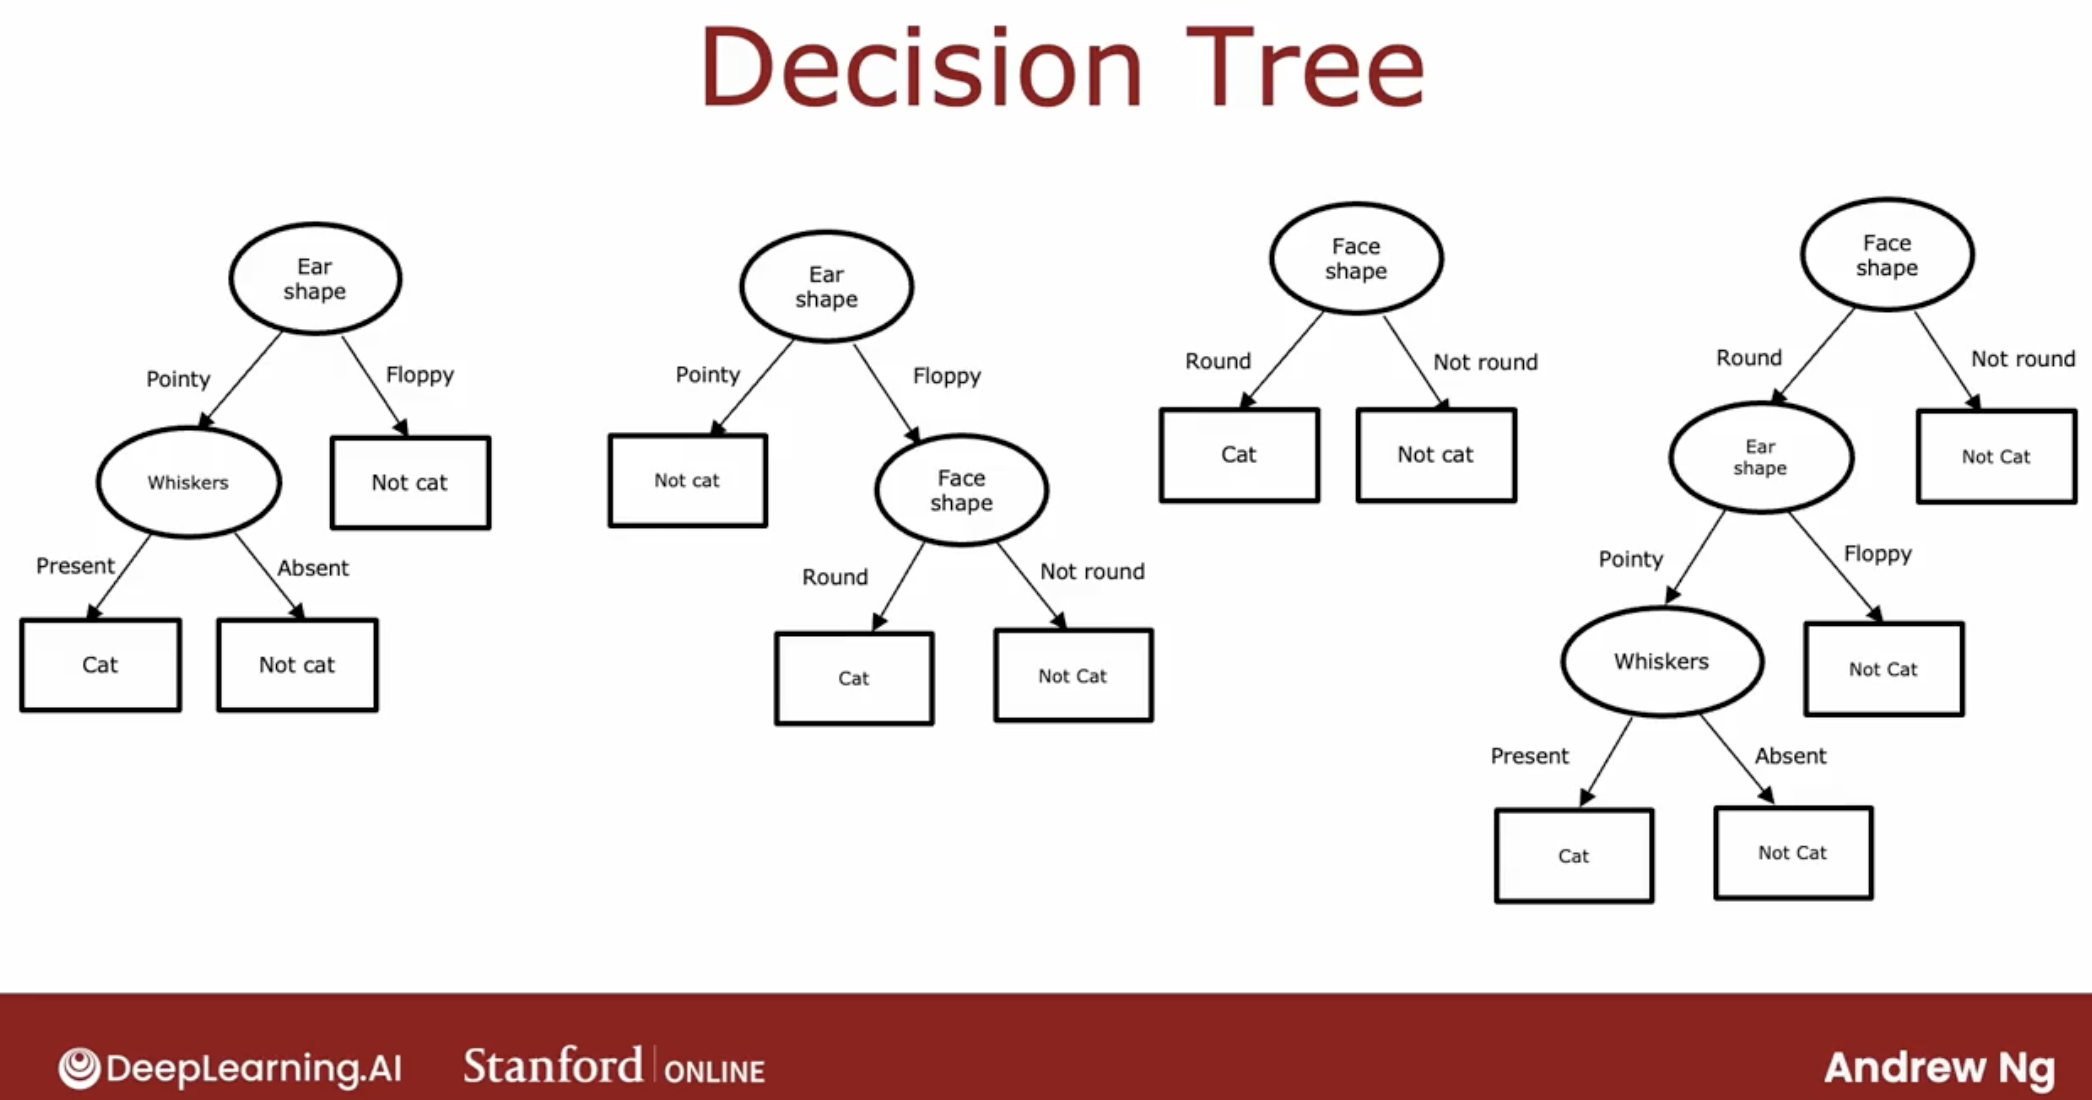 Decision Tree
Ear
shape
Pointy
Floppy
Whiskers
Not cat
Present
Absent
Cat
Not cat
Ear
shape
Pointy
Floppy
Not cat
Face
shape
Round
Not round
Cat
Not Cat
Face
shape
Round
Not round
Cat
Not cat
Face
shape
Round
Not round
Ear
shape
Not Cat
Pointy
Floppy
Whiskers
Not Cat
Present
Absent
Cat
Not Cat
DeepLearning.AI
Stanford ONLINE
Andrew Ng